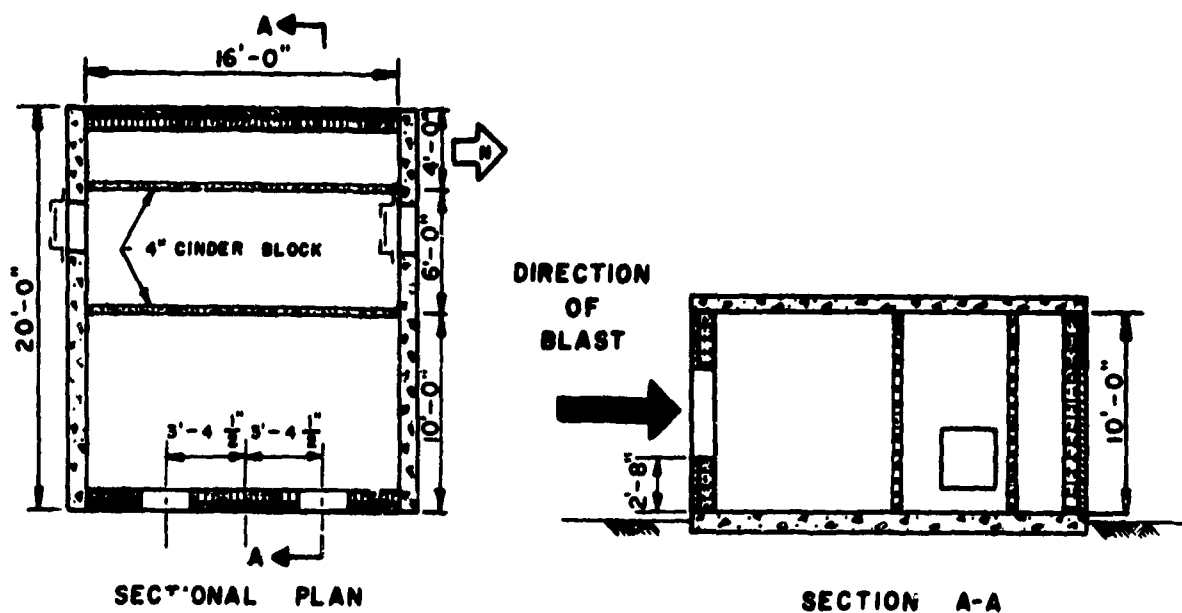 A
16'-0"
4'-0"
N
6'-0"
4" CINDER BLOCK
20'-0"
10'-0"
3'-4 1/2" 3'-4 1/2"
A
SECTIONAL PLAN
DIRECTION
OF
BLAST
2'-8"
10'-0"
SECTION A-A